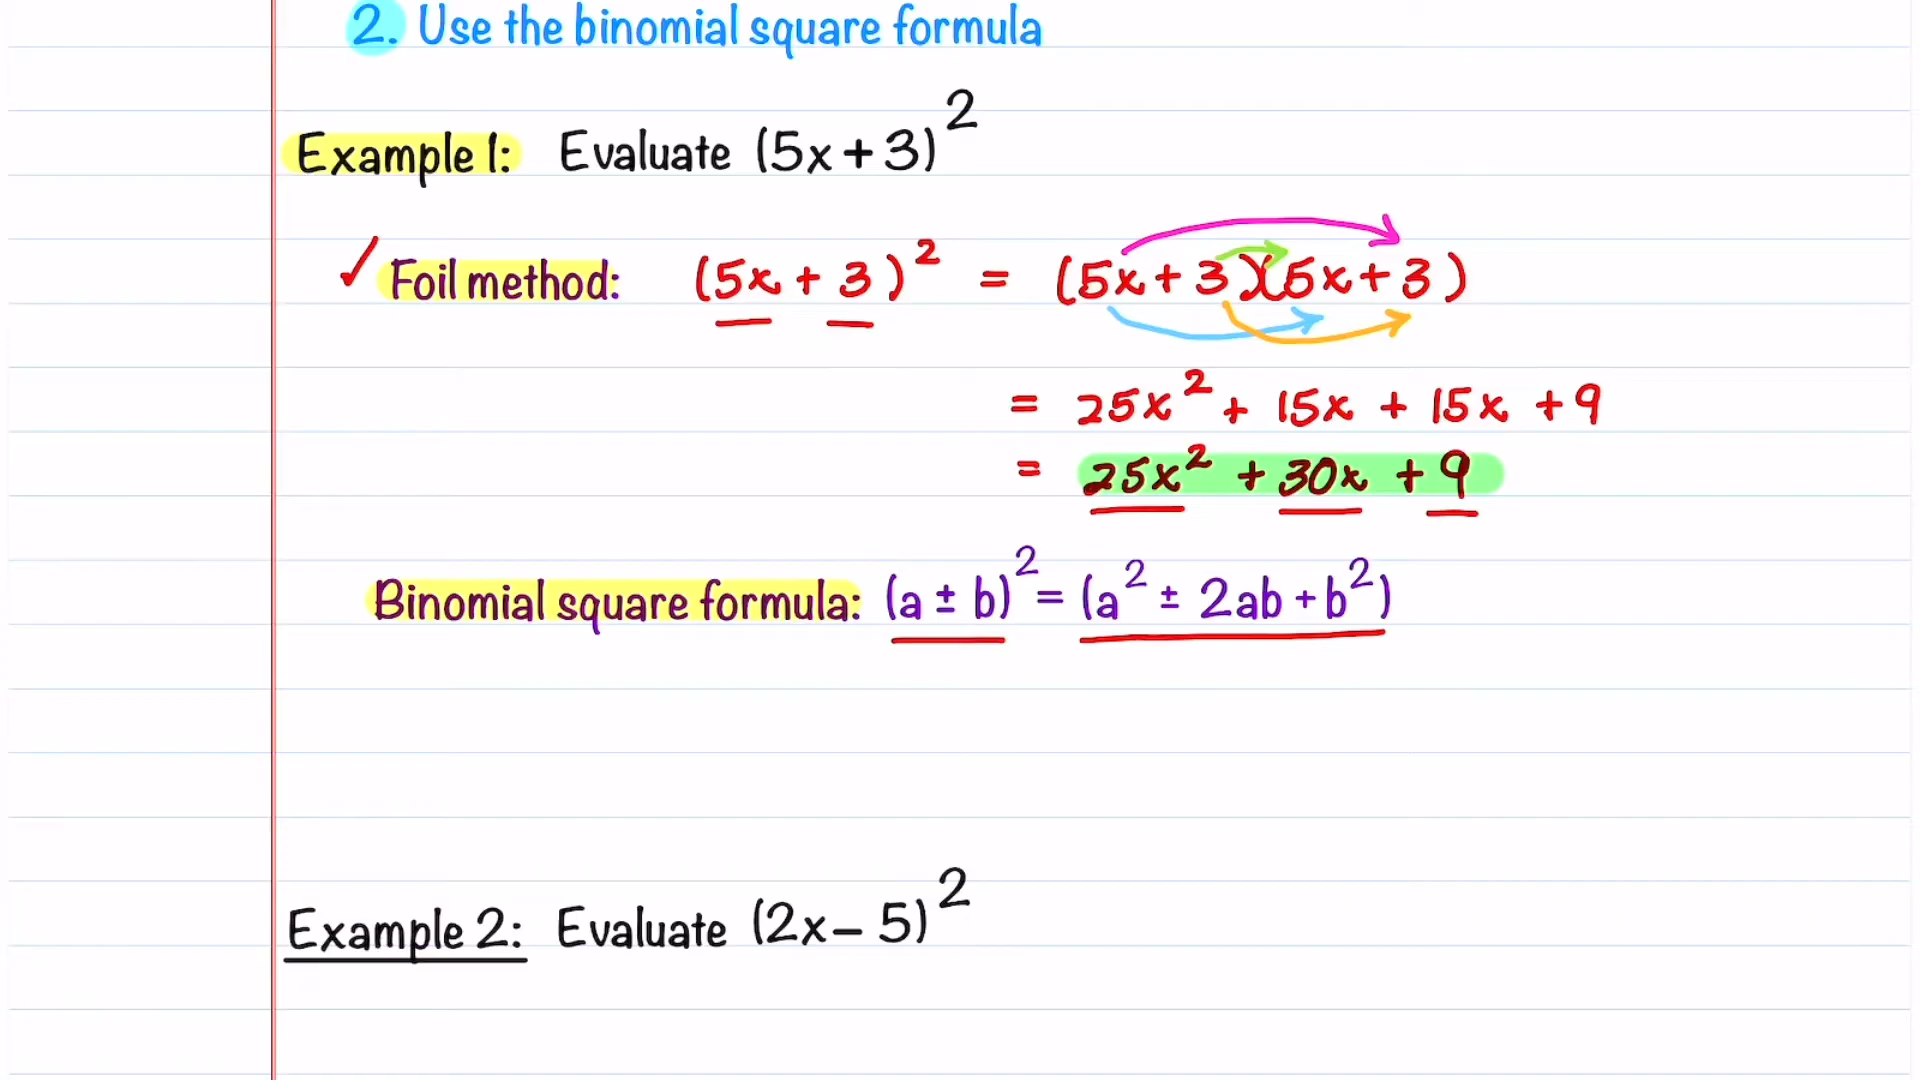 2. Use the binomial square formula
Example 1: Evaluate (5x + 3)²
✓ Foil method: (5x + 3)² = (5x + 3)(5x + 3)
= 25x² + 15x + 15x + 9
= 25x² + 30x + 9
Binomial square formula: (a ± b)² = (a² ± 2ab + b²)
Example 2: Evaluate (2x – 5)²